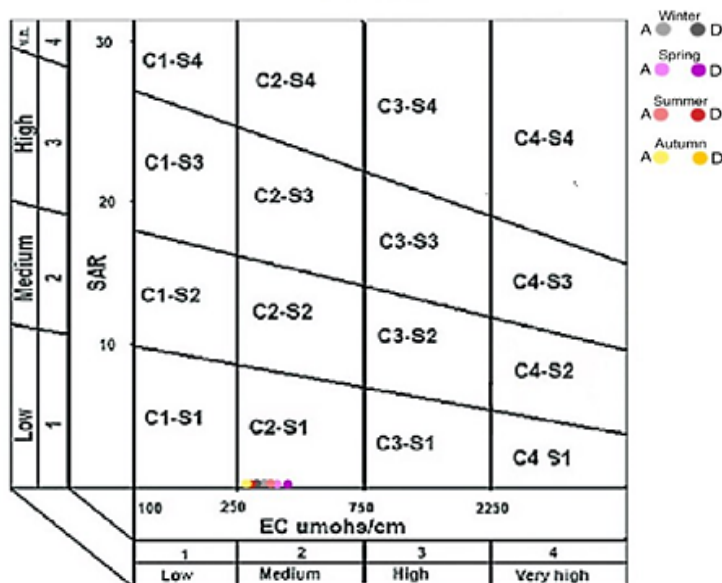 Winter
A D
Spring
A D
Summer
A D
Autumn
A D
v.n. 4
High 3
Medium 2
Low 1
SAR
30
20
10
C1-S4
C2-S4
C3-S4
C4-S4
C1-S3
C2-S3
C3-S3
C4-S3
C1-S2
C2-S2
C3-S2
C4-S2
C1-S1
C2-S1
C3-S1
C4 S1
100 250 750 2250
EC umohs/cm
1 2 3 4
Low Medium High Very high